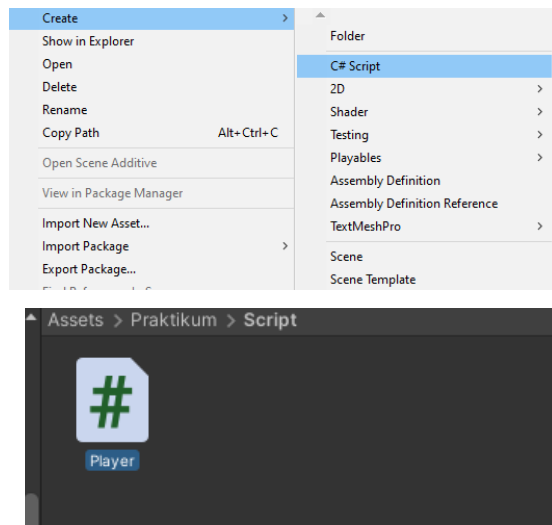 Create >
Show in Explorer
Open
Delete
Rename
Copy Path Alt+Ctrl+C
Open Scene Additive
View in Package Manager
Import New Asset...
Import Package >
Export Package...
Folder
C# Script
2D >
Shader >
Testing >
Playables >
Assembly Definition
Assembly Definition Reference
TextMeshPro >
Scene
Scene Template
Assets > Praktikum > Script
#
Player